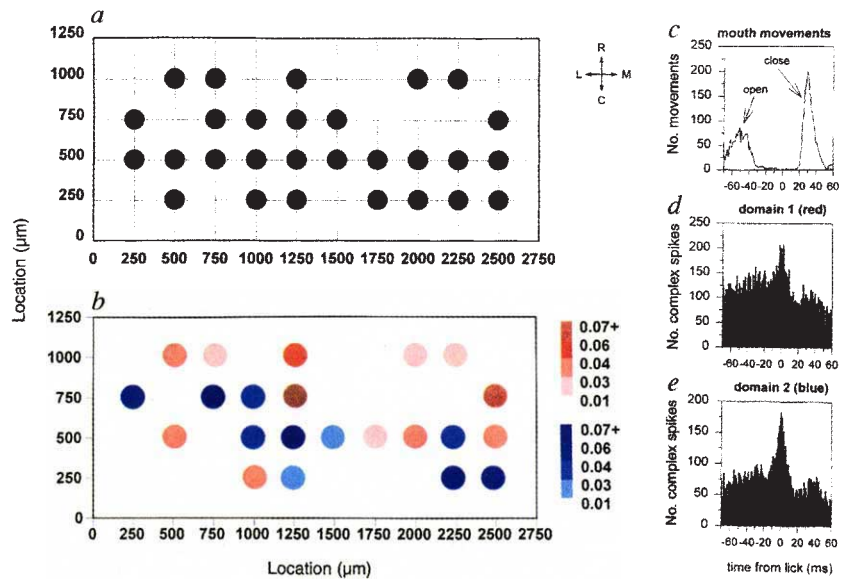 a
1250
1000
750
500
250
0
0 250 500 750 1000 1250 1500 1750 2000 2250 2500 2750
R
L M
C
Location (µm)
b
1250
1000
750
500
250
0
0 250 500 750 1000 1250 1500 1750 2000 2250 2500 2750
Location (µm)
0.07+
0.06
0.04
0.03
0.01
0.07+
0.06
0.04
0.03
0.01
c
mouth movements
250
200
150
100
50
0
No. movements
close
open
-60 -40 -20 0 20 40 60
d
domain 1 (red)
250
200
150
100
50
0
No. complex spikes
-60 -40 -20 0 20 40 60
e
domain 2 (blue)
200
150
100
50
0
No. complex spikes
-60 -40 -20 0 20 40 60
time from lick (ms)